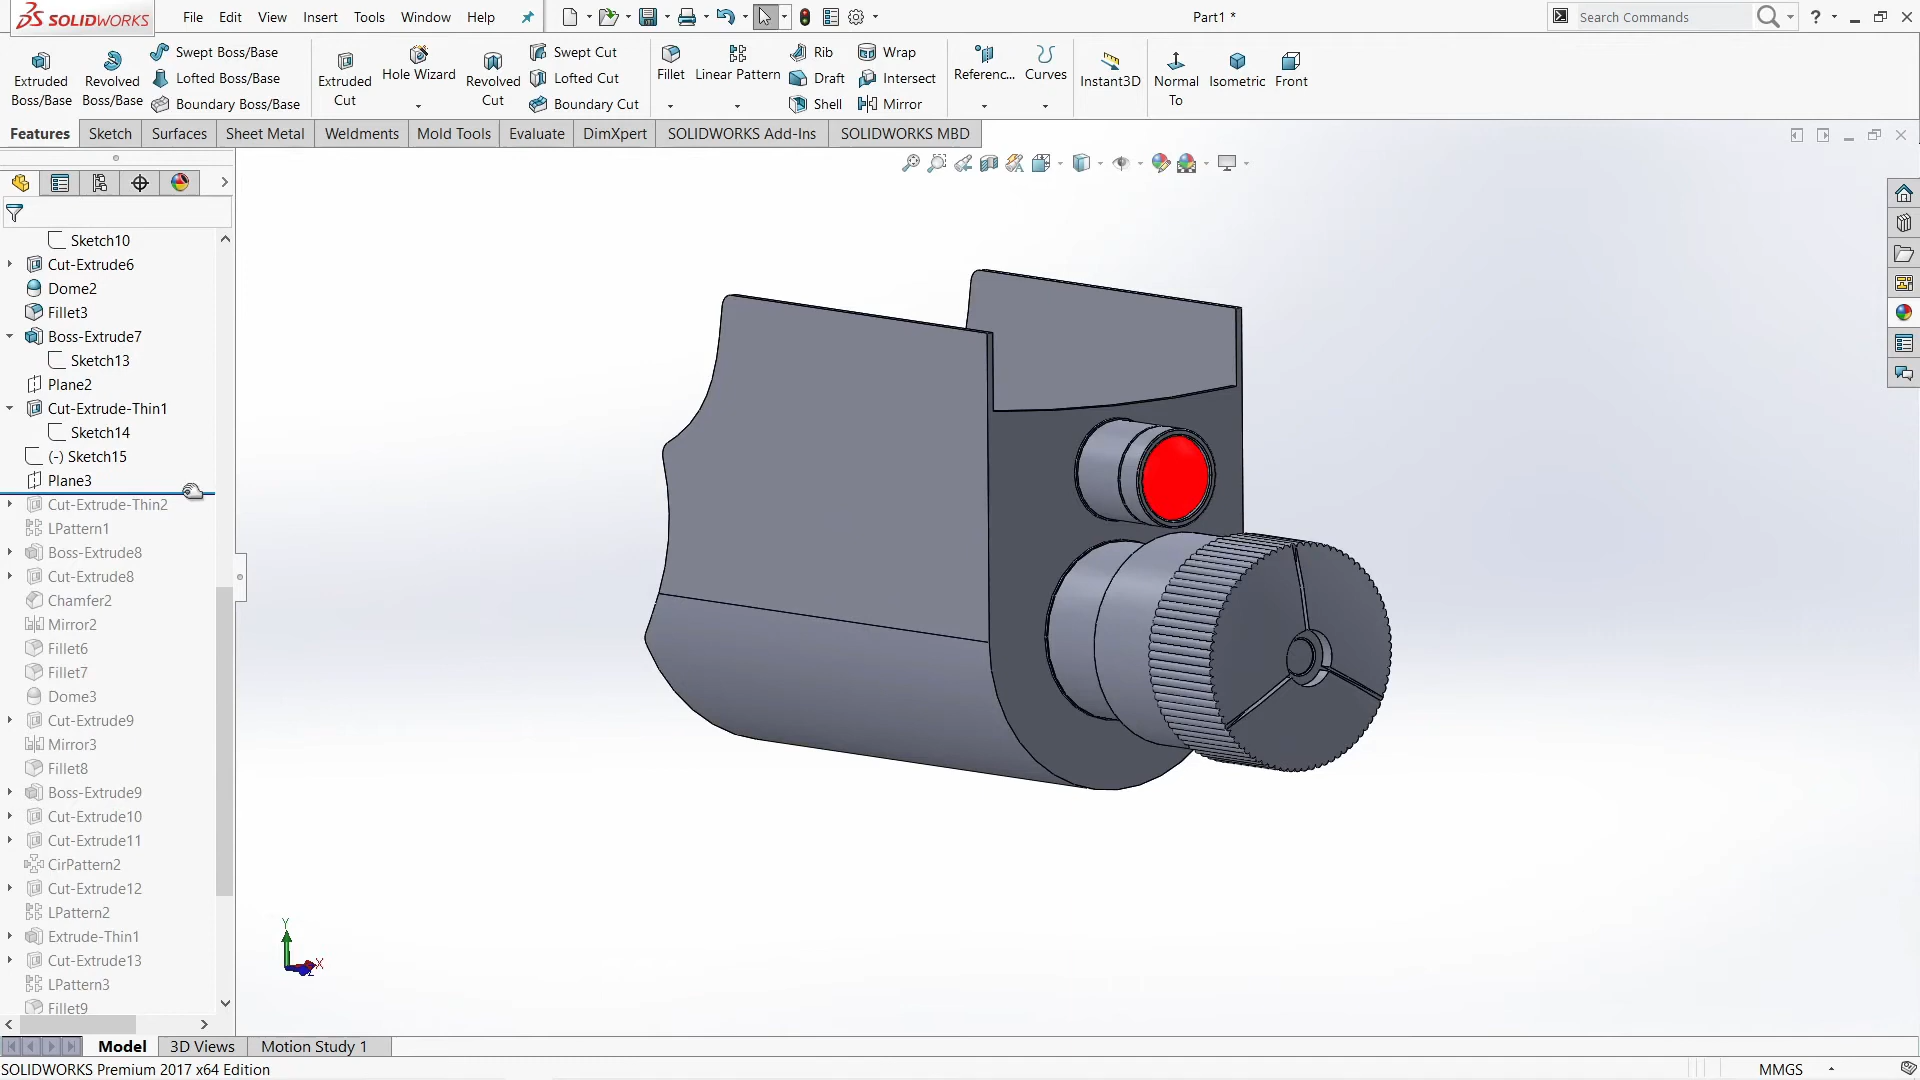 SOLIDWORKS File Edit View Insert Tools Window Help Part1 * Search Commands ?
Extruded Boss/Base
Revolved Boss/Base
Swept Boss/Base
Lofted Boss/Base
Boundary Boss/Base
Extruded Cut
Hole Wizard
Revolved Cut
Swept Cut
Lofted Cut
Boundary Cut
Fillet
Linear Pattern
Rib
Draft
Shell
Wrap
Intersect
Mirror
Referenc...
Curves
Instant3D
Normal To
Isometric
Front
Features Sketch Surfaces Sheet Metal Weldments Mold Tools Evaluate DimXpert SOLIDWORKS Add-Ins SOLIDWORKS MBD
Sketch10
Cut-Extrude6
Dome2
Fillet3
Boss-Extrude7
Sketch13
Plane2
Cut-Extrude-Thin1
Sketch14
(-) Sketch15
Plane3
Cut-Extrude-Thin2
LPattern1
Boss-Extrude8
Cut-Extrude8
Chamfer2
Mirror2
Fillet6
Fillet7
Dome3
Cut-Extrude9
Mirror3
Fillet8
Boss-Extrude9
Cut-Extrude10
Cut-Extrude11
CirPattern2
Cut-Extrude12
LPattern2
Extrude-Thin1
Cut-Extrude13
LPattern3
Fillet9
Y
X
Z
Model 3D Views Motion Study 1
SOLIDWORKS Premium 2017 x64 Edition MMGS